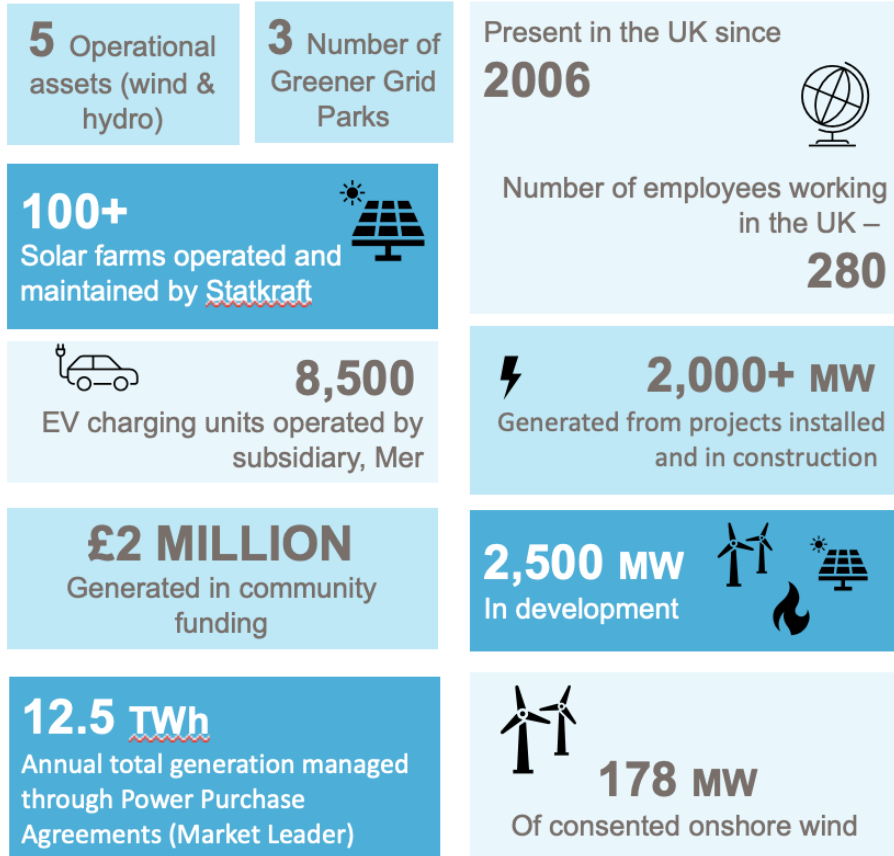 5 Operational
assets (wind &
hydro)
3 Number of
Greener Grid
Parks
Present in the UK since
2006
Number of employees working
in the UK –
280
100+
Solar farms operated and
maintained by Statkraft
8,500
EV charging units operated by
subsidiary, Mer
2,000+ MW
Generated from projects installed
and in construction
£2 MILLION
Generated in community
funding
2,500 MW
In development
12.5 TWh
Annual total generation managed
through Power Purchase
Agreements (Market Leader)
178 MW
Of consented onshore wind